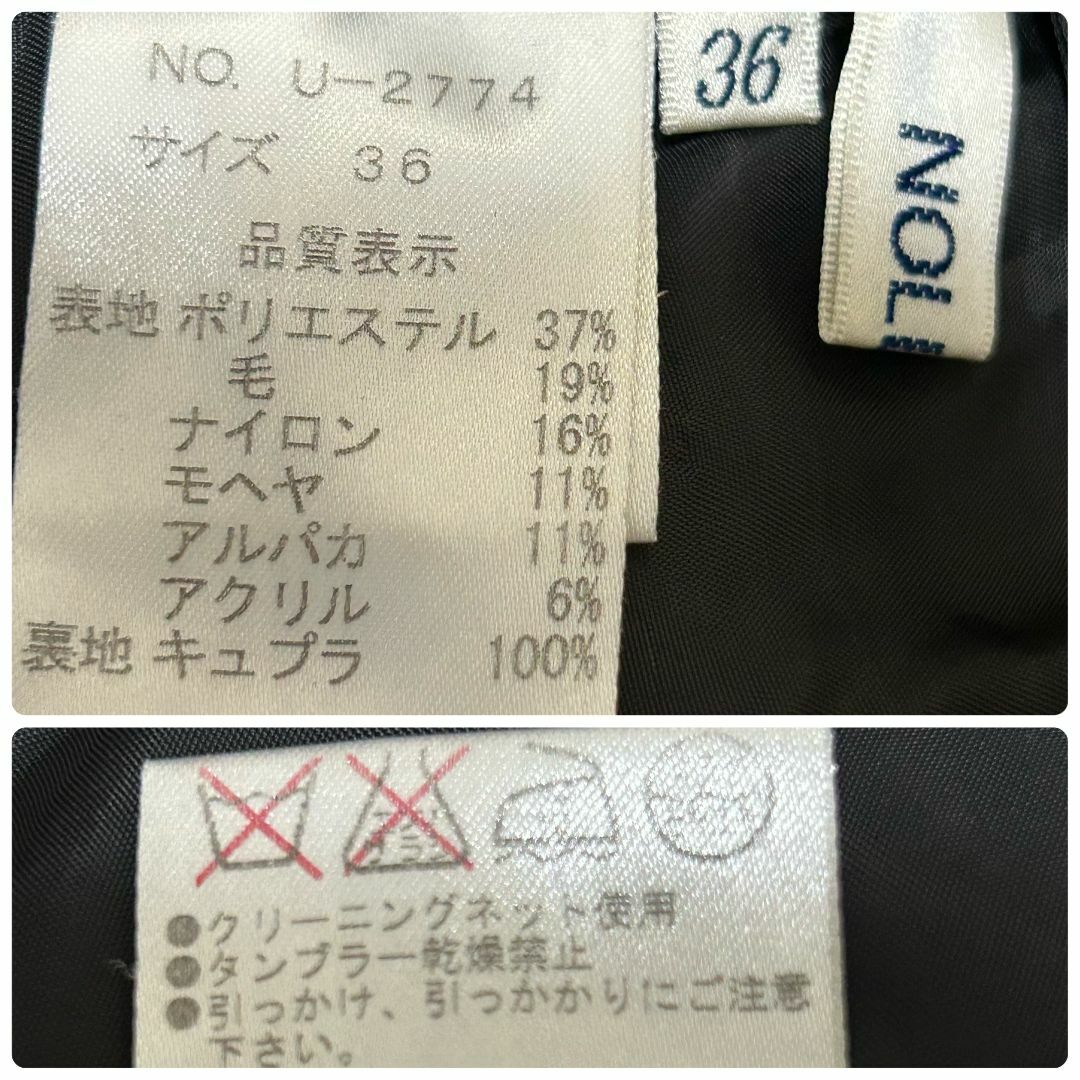 NO. U-2774
サイズ 36
品質表示
表地 ポリエステル 37%
毛 19%
ナイロン 16%
モヘヤ 11%
アルパカ 11%
アクリル 6%
裏地 キュプラ 100%
36
NOL
●クリーニングネット使用
●タンブラー乾燥禁止
●引っかけ、引っかかりにご注意
下さい。